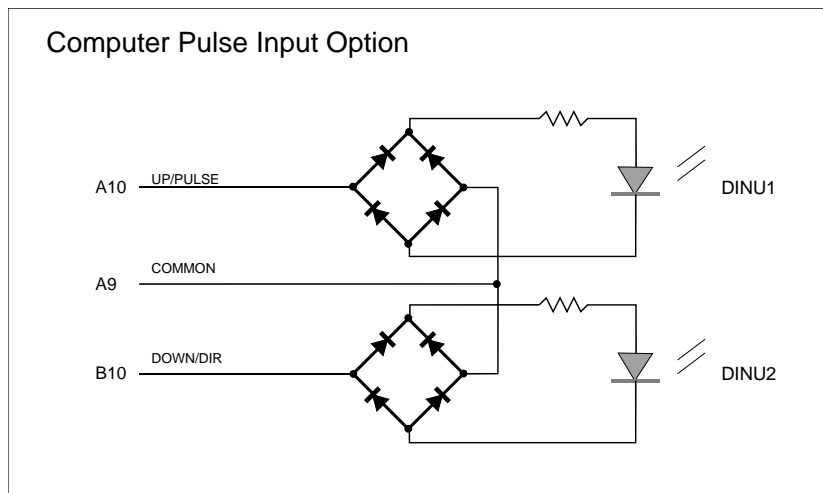 Computer Pulse Input Option
A10 UP/PULSE
DINU1
A9 COMMON
B10 DOWN/DIR
DINU2